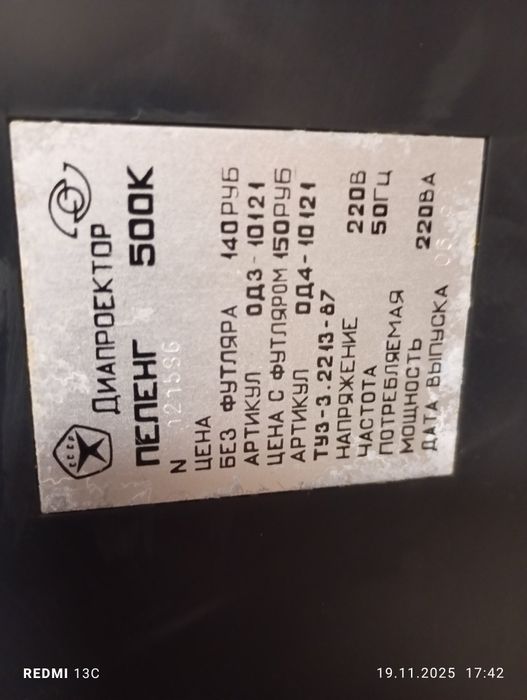 СССР
ДИАПРОЕКТОР
ПЕЛЕНГ 500К
N 121596
ЦЕНА
БЕЗ ФУТЛЯРА 140РУБ
АРТИКУЛ ОД3-10121
ЦЕНА С ФУТЛЯРОМ 150РУБ
АРТИКУЛ ОД4-10121
ТУ3-3.2213-87
НАПРЯЖЕНИЕ 220В
ЧАСТОТА 50ГЦ
ПОТРЕБЛЯЕМАЯ
МОЩНОСТЬ 220ВА
ДАТА ВЫПУСКА
REDMI 13C
19.11.2025 17:42